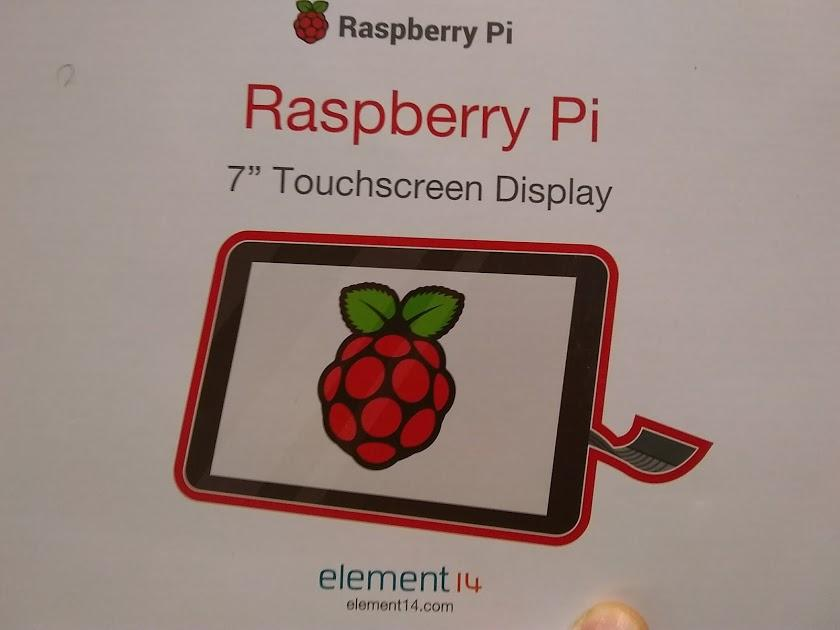 Raspberry Pi
Raspberry Pi
7” Touchscreen Display
element14
element14.com